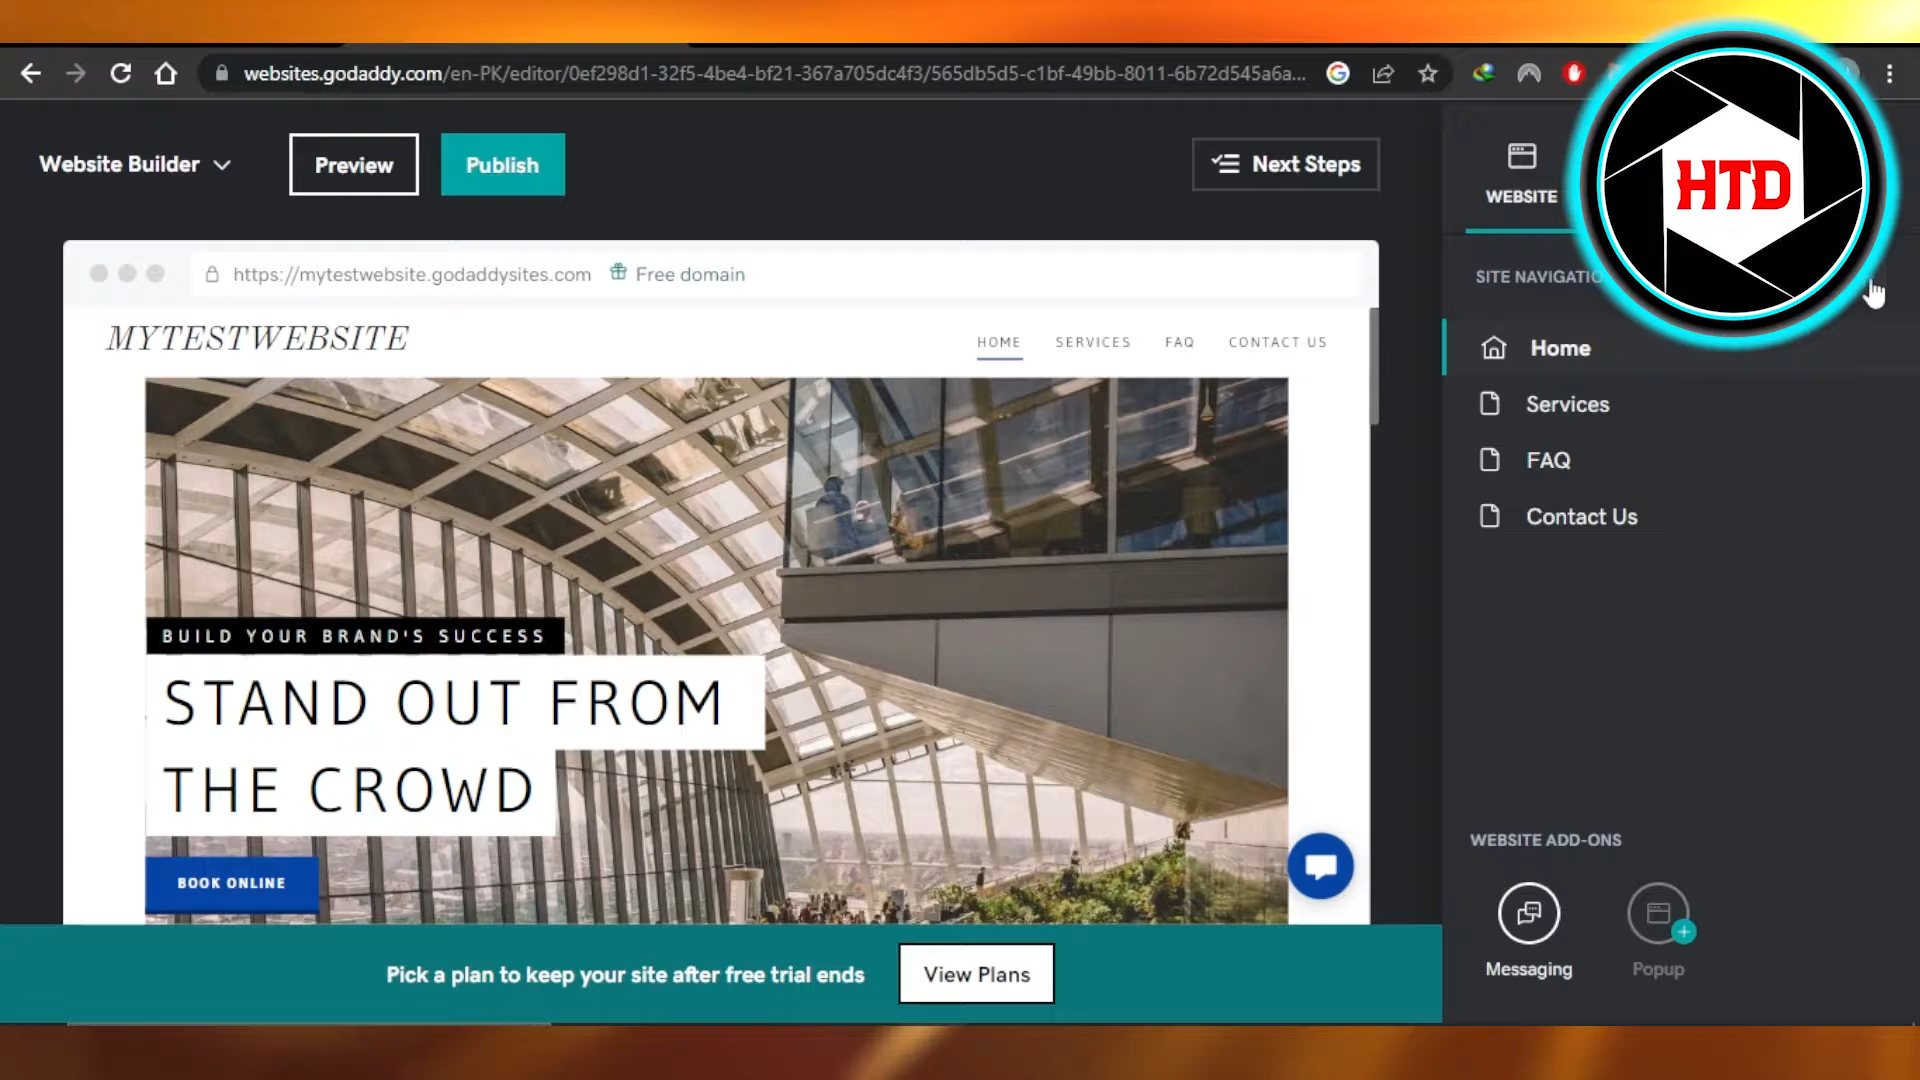 websites.godaddy.com/en-PK/editor/0ef298d1-32f5-4be4-bf21-367a705dc4f3/565db5d5-c1bf-49bb-8011-6b72d545a6a...
Website Builder
Preview
Publish
Next Steps
WEBSITE
HTD
https://mytestwebsite.godaddysites.com
Free domain
SITE NAVIGATIO
MYTESTWEBSITE
HOME
SERVICES
FAQ
CONTACT US
Home
Services
FAQ
Contact Us
BUILD YOUR BRAND'S SUCCESS
STAND OUT FROM
THE CROWD
BOOK ONLINE
WEBSITE ADD-ONS
Messaging
Popup
Pick a plan to keep your site after free trial ends
View Plans